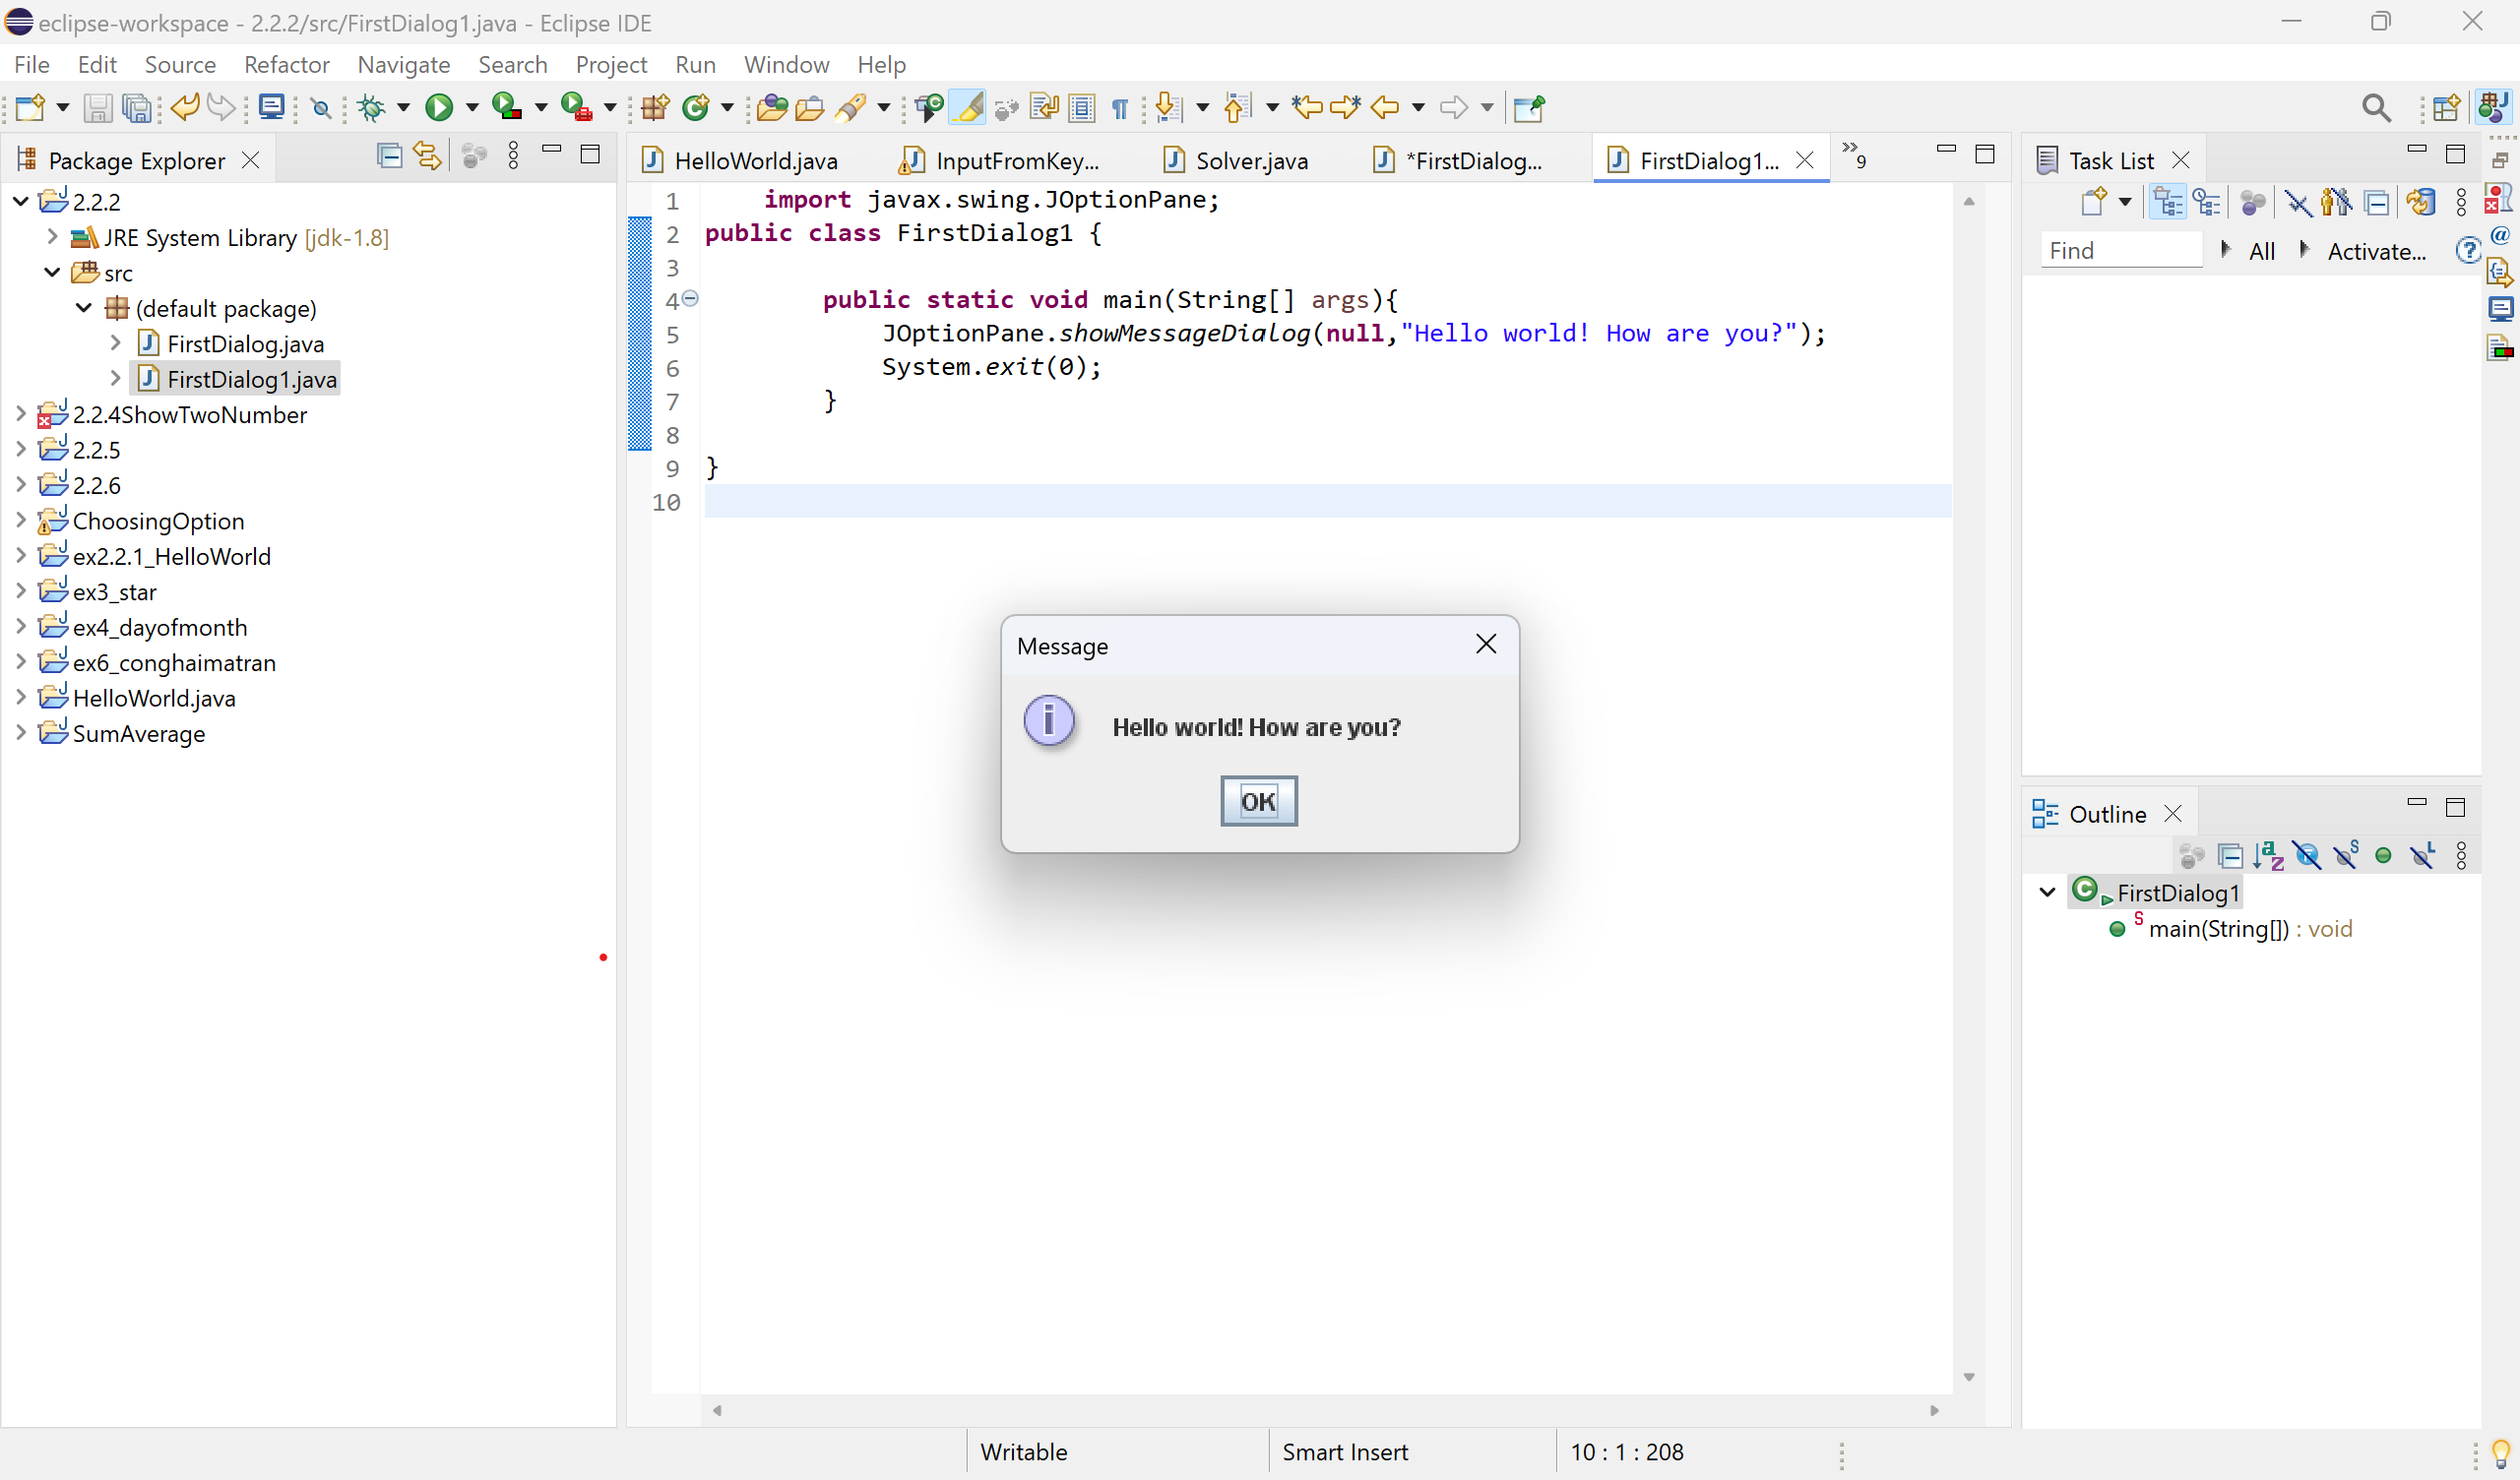 eclipse-workspace - 2.2.2/src/FirstDialog1.java - Eclipse IDE
File Edit Source Refactor Navigate Search Project Run Window Help
Package Explorer
2.2.2
JRE System Library [jdk-1.8]
src
(default package)
FirstDialog.java
FirstDialog1.java
2.2.4ShowTwoNumber
2.2.5
2.2.6
ChoosingOption
ex2.2.1_HelloWorld
ex3_star
ex4_dayofmonth
ex6_conghaimatran
HelloWorld.java
SumAverage
HelloWorld.java InputFromKey... Solver.java *FirstDialog... FirstDialog1... »9
1 import javax.swing.JOptionPane;
2 public class FirstDialog1 {
3
4 public static void main(String[] args){
5 JOptionPane.showMessageDialog(null,"Hello world! How are you?");
6 System.exit(0);
7 }
8
9 }
10
Message
Hello world! How are you?
OK
Task List
Find All Activate...
Outline
FirstDialog1
main(String[]) : void
Writable Smart Insert 10 : 1 : 208